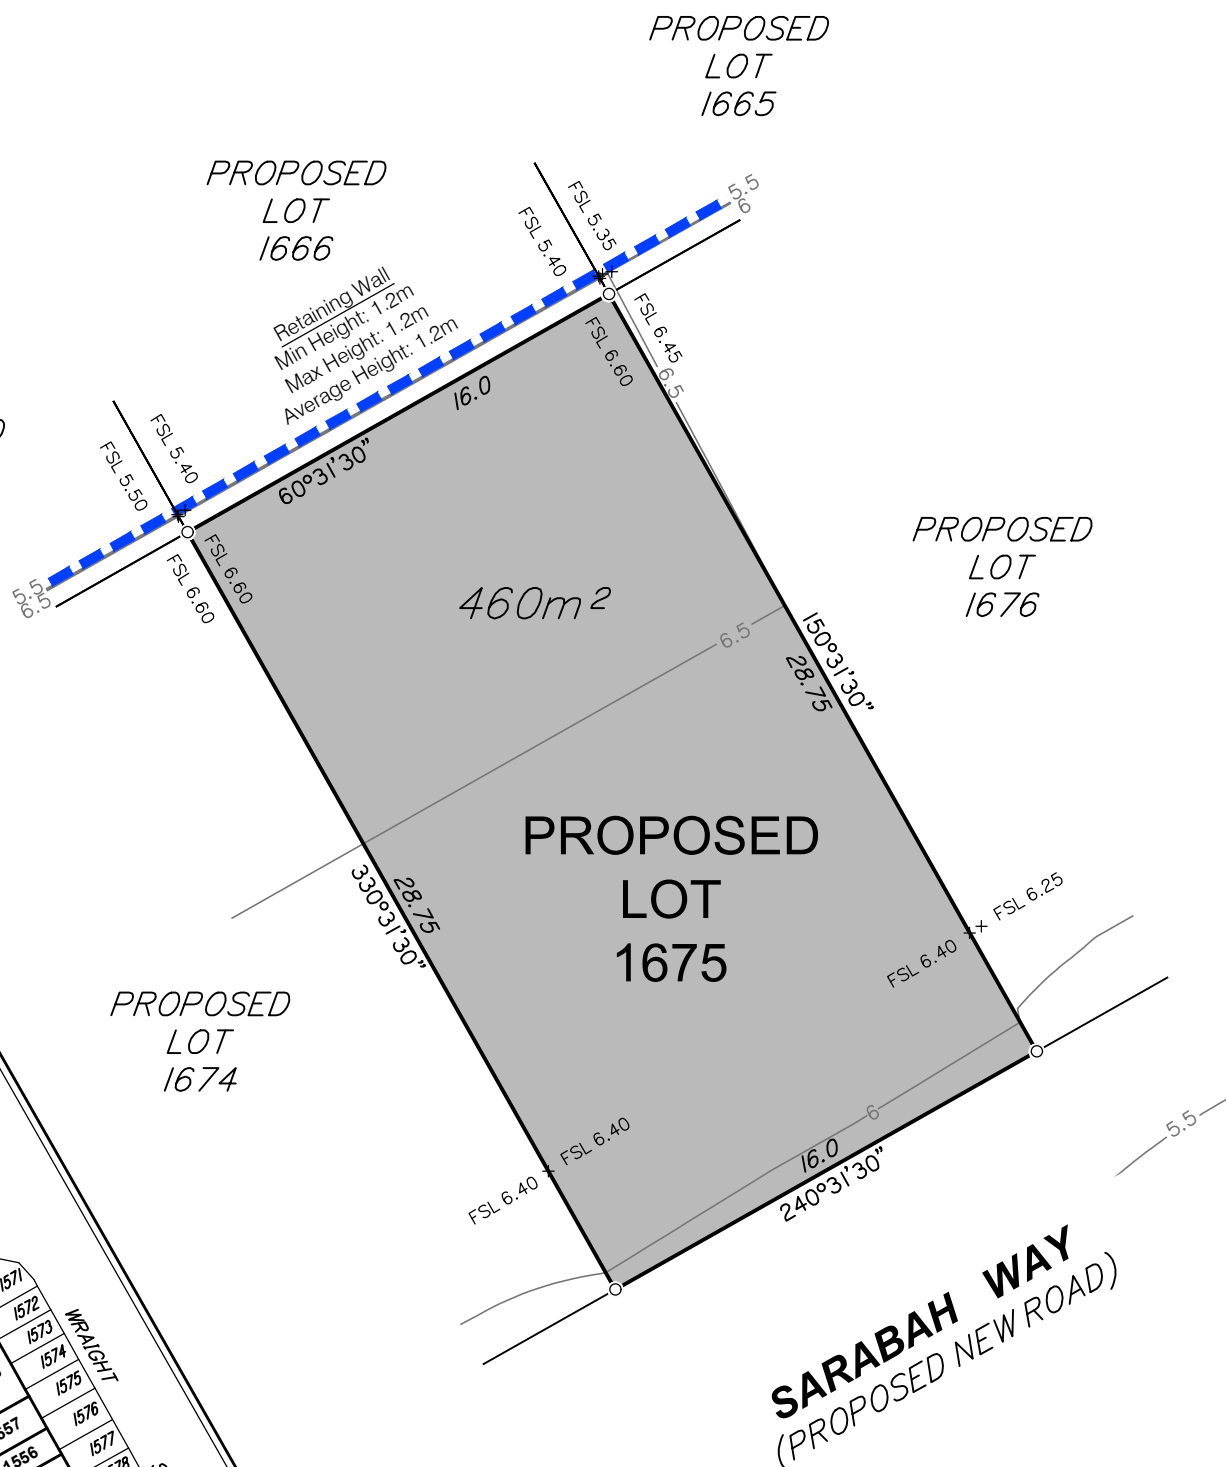 PROPOSED
LOT
1665
PROPOSED
LOT
1666
5.5
6
FSL 5.35
FSL 5.40
Retaining Wall
Min Height: 1.2m
Max Height: 1.2m
Average Height: 1.2m
FSL 6.45
FSL 6.60
6.5
16.0
60°31'30"
FSL 5.40
FSL 5.50
5.5
6.5
FSL 6.60
FSL 6.60
460m²
6.5
PROPOSED
LOT
1676
150°31'30"
28.75
PROPOSED
LOT
1675
28.75
330°31'30"
FSL 6.25
FSL 6.40
PROPOSED
LOT
1674
FSL 6.40
FSL 6.40
6
16.0
240°31'30"
5.5
SARABAH WAY
(PROPOSED NEW ROAD)
1571
1572
1573
1574
1575
1576
1577
WRAIGHT
1556